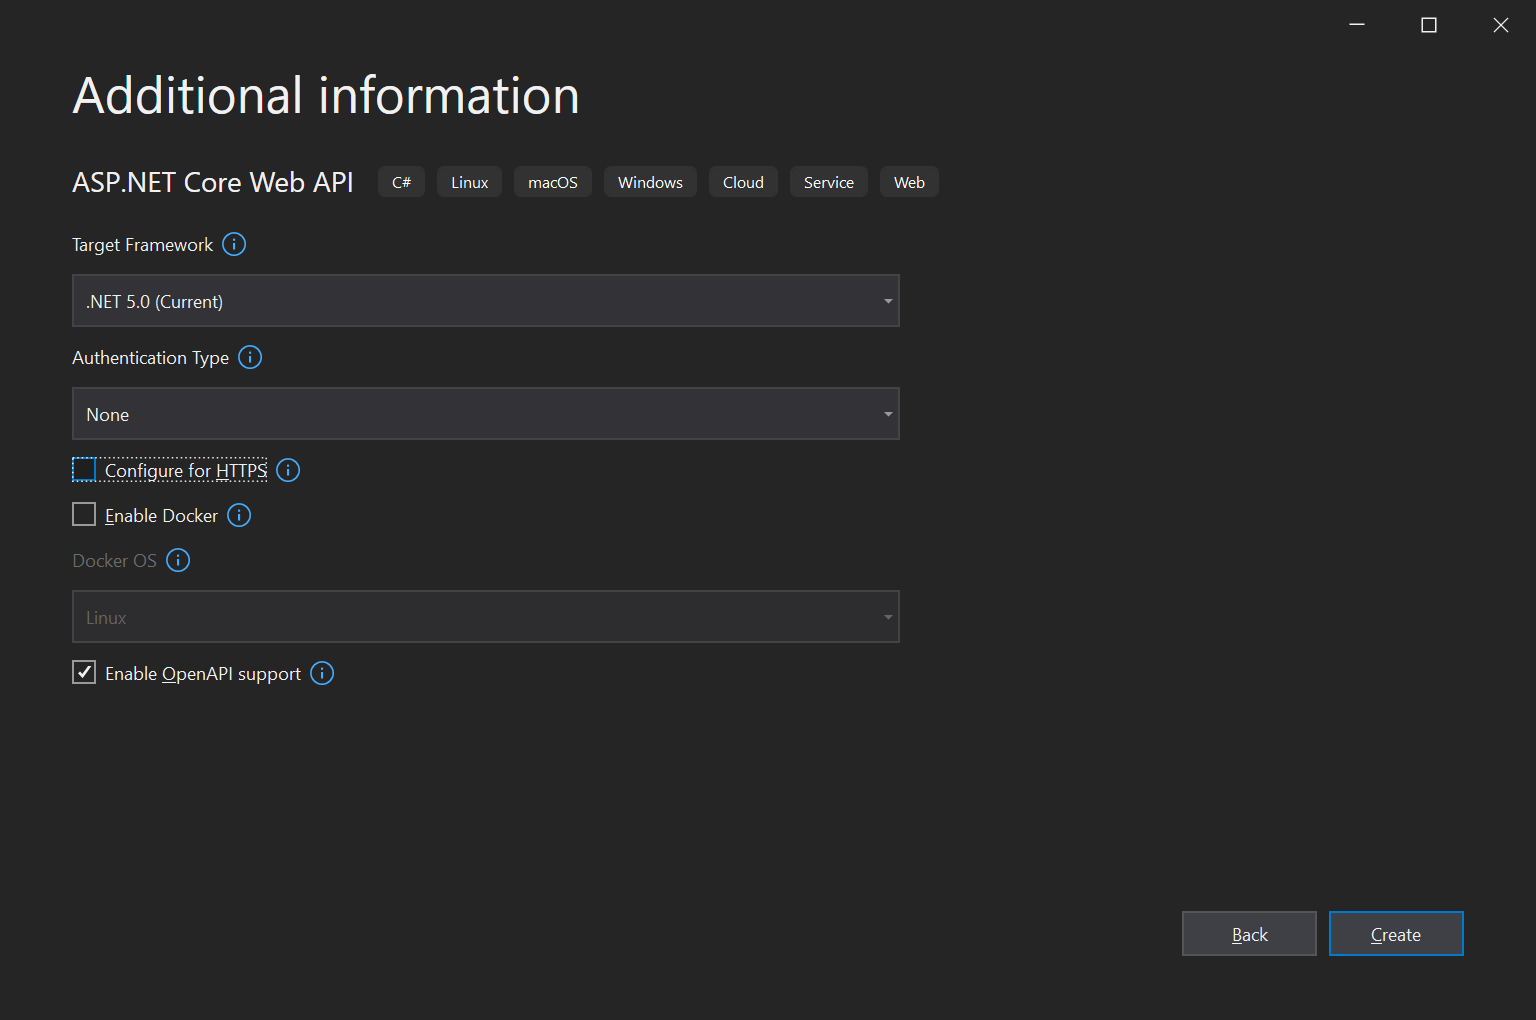 Additional information
ASP.NET Core Web API C# Linux macOS Windows Cloud Service Web
Target Framework
.NET 5.0 (Current)
Authentication Type
None
Configure for HTTPS
Enable Docker
Docker OS
Linux
Enable OpenAPI support
Back Create